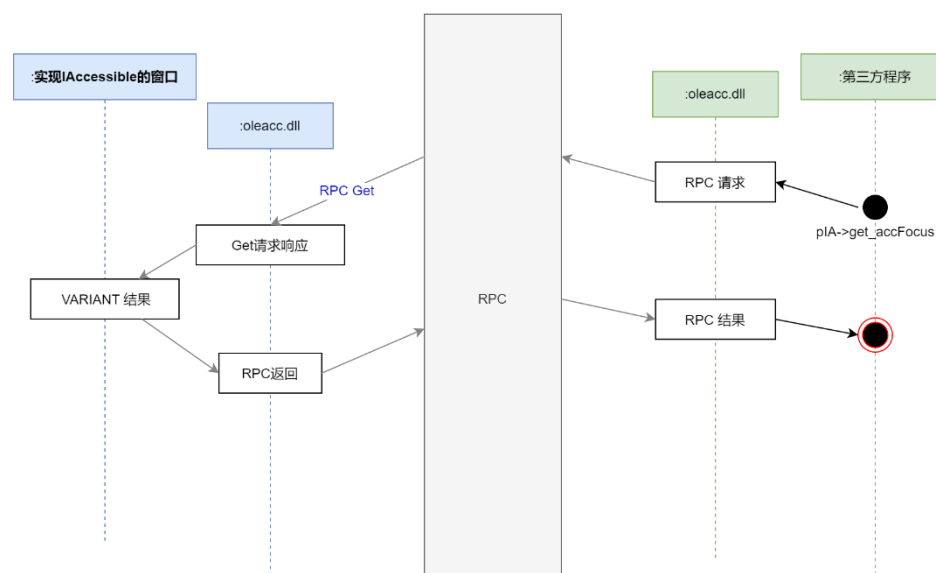 :实现IAccessible的窗口
:oleacc.dll
:oleacc.dll
:第三方程序
RPC 请求
RPC Get
pIA->get_accFocus
Get请求响应
VARIANT 结果
RPC
RPC 结果
RPC返回